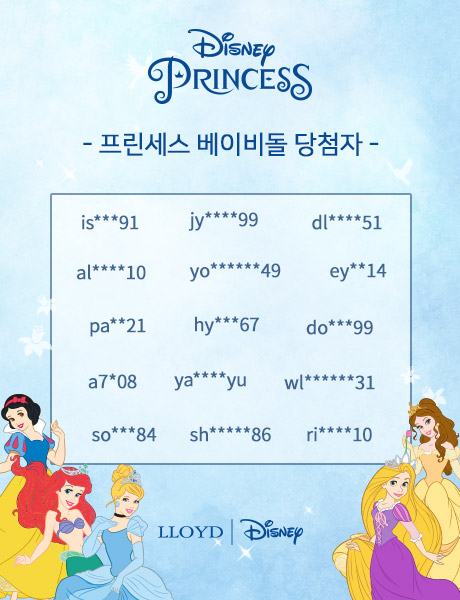 Disney
PRINCESS
- 프린세스 베이비돌 당첨자 -
is***91 jy****99 dl****51
al****10 yo******49 ey**14
pa**21 hy***67 do***99
a7*08 ya****yu wl******31
so***84 sh*****86 ri****10
LLOYD | Disney